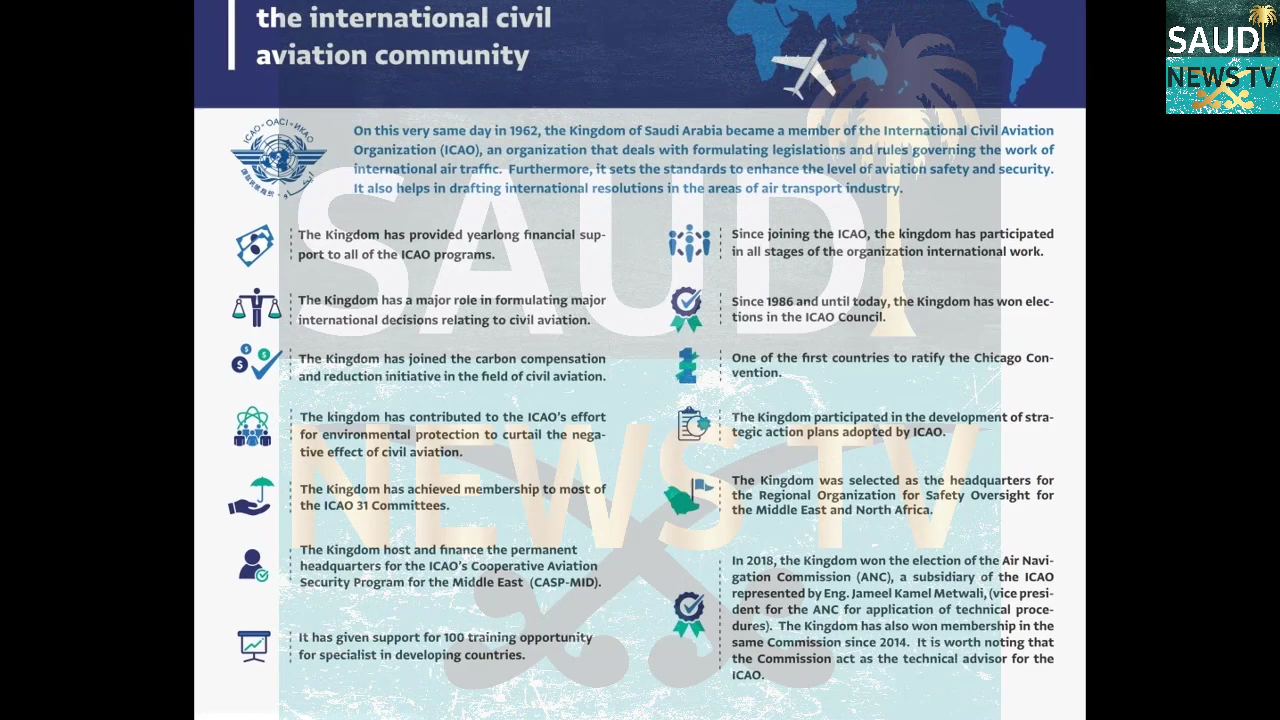 the international civil
aviation community
SAUDI
NEWS TV
ICAO · OACI · ИКАО
On this very same day in 1962, the Kingdom of Saudi Arabia became a member of the International Civil Aviation
Organization (ICAO), an organization that deals with formulating legislations and rules governing the work of
international air traffic. Furthermore, it sets the standards to enhance the level of aviation safety and security.
It also helps in drafting international resolutions in the areas of air transport industry.
The Kingdom has provided yearlong financial sup-
port to all of the ICAO programs.
The Kingdom has a major role in formulating major
international decisions relating to civil aviation.
The Kingdom has joined the carbon compensation
and reduction initiative in the field of civil aviation.
The kingdom has contributed to the ICAO's effort
for environmental protection to curtail the nega-
tive effect of civil aviation.
The Kingdom has achieved membership to most of
the ICAO 31 Committees.
The Kingdom host and finance the permanent
headquarters for the ICAO's Cooperative Aviation
Security Program for the Middle East (CASP-MID).
It has given support for 100 training opportunity
for specialist in developing countries.
Since joining the ICAO, the kingdom has participated
in all stages of the organization international work.
Since 1986 and until today, the Kingdom has won elec-
tions in the ICAO Council.
One of the first countries to ratify the Chicago Con-
vention.
The Kingdom participated in the development of stra-
tegic action plans adopted by ICAO.
The Kingdom was selected as the headquarters for
the Regional Organization for Safety Oversight for
the Middle East and North Africa.
In 2018, the Kingdom won the election of the Air Navi-
gation Commission (ANC), a subsidiary of the ICAO
represented by Eng. Jameel Kamel Metwali, (vice presi-
dent for the ANC for application of technical proce-
dures). The Kingdom has also won membership in the
same Commission since 2014. It is worth noting that
the Commission act as the technical advisor for the
ICAO.
SAUDI
NEWS TV